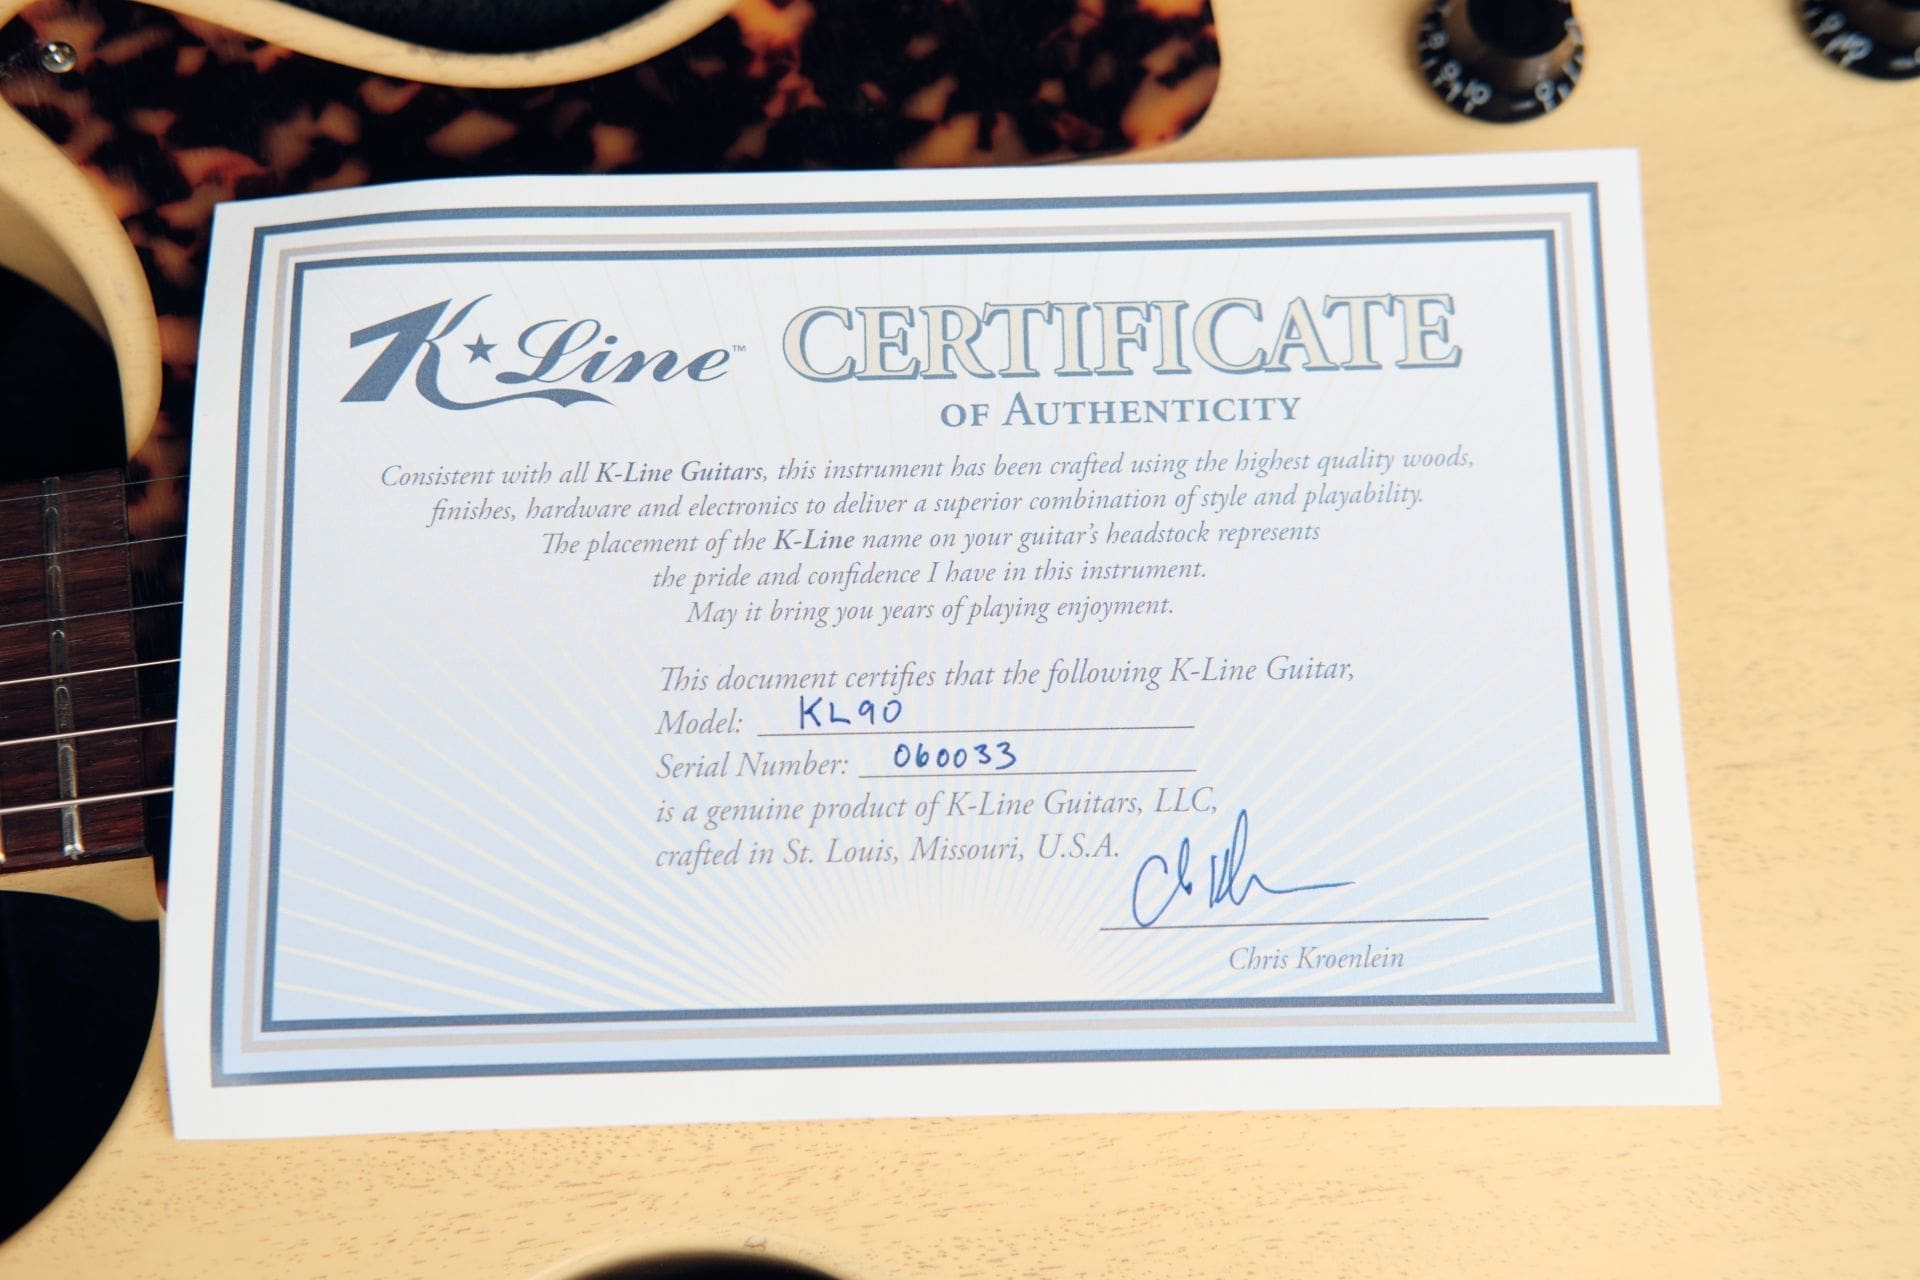 K★Line™
CERTIFICATE
OF AUTHENTICITY
Consistent with all K-Line Guitars, this instrument has been crafted using the highest quality woods,
finishes, hardware and electronics to deliver a superior combination of style and playability.
The placement of the K-Line name on your guitar's headstock represents
the pride and confidence I have in this instrument.
May it bring you years of playing enjoyment.
This document certifies that the following K-Line Guitar,
Model: KL90
Serial Number: 060033
is a genuine product of K-Line Guitars, LLC,
crafted in St. Louis, Missouri, U.S.A.
Chris Kroenlein